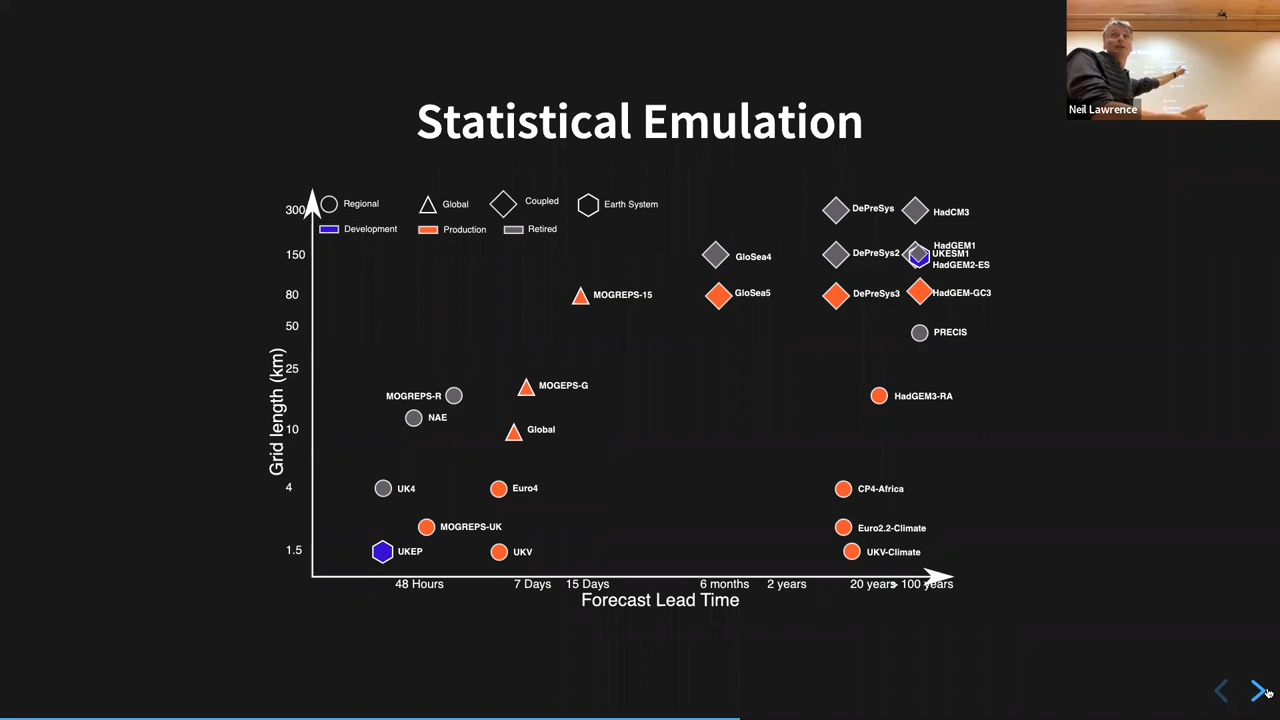 Neil Lawrence
Statistical Emulation
300
Regional
Global
Coupled
Earth System
Development
Production
Retired
DePreSys
HadCM3
150
GloSea4
DePreSys2
HadGEM1
UKESM1
HadGEM2-ES
80
MOGREPS-15
GloSea5
DePreSys3
HadGEM-GC3
50
PRECIS
25
MOGREPS-R
MOGEPS-G
HadGEM3-RA
NAE
10
Global
4
UK4
Euro4
CP4-Africa
MOGREPS-UK
Euro2.2-Climate
1.5
UKEP
UKV
UKV-Climate
Grid length (km)
48 Hours
7 Days
15 Days
6 months
2 years
20 years
> 100 years
Forecast Lead Time